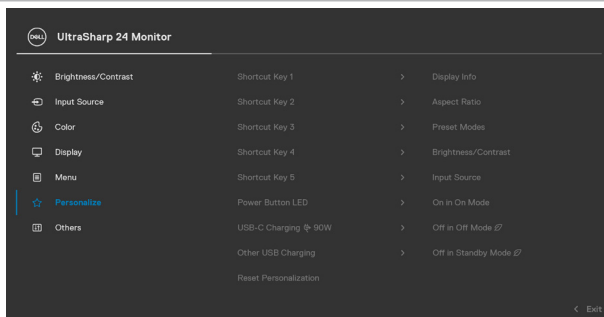 DELL UltraSharp 24 Monitor
Brightness/Contrast Shortcut Key 1 > Display Info
Input Source Shortcut Key 2 > Aspect Ratio
Color Shortcut Key 3 > Preset Modes
Display Shortcut Key 4 > Brightness/Contrast
Menu Shortcut Key 5 > Input Source
Personalize Power Button LED > On in On Mode
Others USB-C Charging 90W > Off in Off Mode
Other USB Charging > Off in Standby Mode
Reset Personalization
< Exit